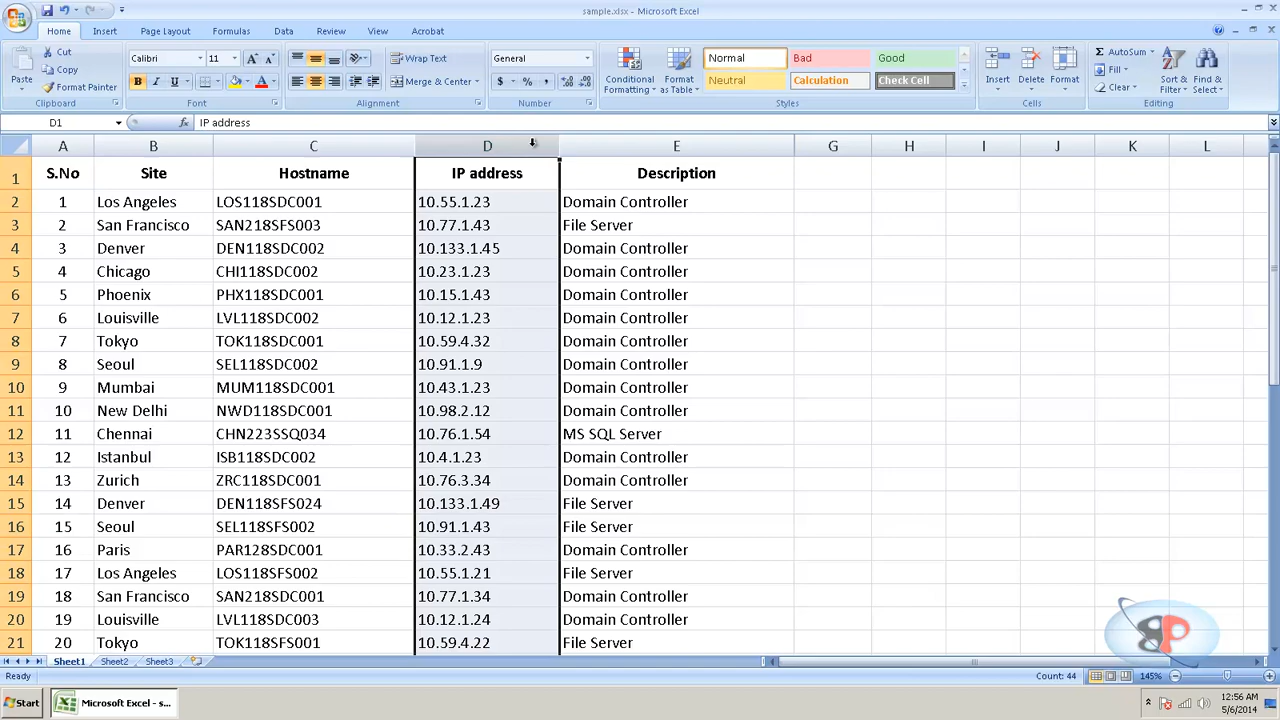 sample.xlsx - Microsoft Excel
Home Insert Page Layout Formulas Data Review View Acrobat
Paste Cut Copy Format Painter Clipboard
Calibri 11 A A B I U A Font
Wrap Text Merge & Center Alignment
General $ % , Number
Conditional Formatting Format as Table Normal Bad Good Neutral Calculation Check Cell Styles
Insert Delete Format Cells
Σ AutoSum Fill Clear Sort & Filter Find & Select Editing
D1 fx IP address
A B C D E G H I J K L
1 S.No Site Hostname IP address Description
2 1 Los Angeles LOS118SDC001 10.55.1.23 Domain Controller
3 2 San Francisco SAN218SFS003 10.77.1.43 File Server
4 3 Denver DEN118SDC002 10.133.1.45 Domain Controller
5 4 Chicago CHI118SDC002 10.23.1.23 Domain Controller
6 5 Phoenix PHX118SDC001 10.15.1.43 Domain Controller
7 6 Louisville LVL118SDC002 10.12.1.23 Domain Controller
8 7 Tokyo TOK118SDC001 10.59.4.32 Domain Controller
9 8 Seoul SEL118SDC002 10.91.1.9 Domain Controller
10 9 Mumbai MUM118SDC001 10.43.1.23 Domain Controller
11 10 New Delhi NWD118SDC001 10.98.2.12 Domain Controller
12 11 Chennai CHN223SSQ034 10.76.1.54 MS SQL Server
13 12 Istanbul ISB118SDC002 10.4.1.23 Domain Controller
14 13 Zurich ZRC118SDC001 10.76.3.34 Domain Controller
15 14 Denver DEN118SFS024 10.133.1.49 File Server
16 15 Seoul SEL118SFS002 10.91.1.43 File Server
17 16 Paris PAR128SDC001 10.33.2.43 Domain Controller
18 17 Los Angeles LOS118SFS002 10.55.1.21 File Server
19 18 San Francisco SAN218SDC001 10.77.1.34 Domain Controller
20 19 Louisville LVL118SDC003 10.12.1.24 Domain Controller
21 20 Tokyo TOK118SFS001 10.59.4.22 File Server
Sheet1 Sheet2 Sheet3
Ready Count: 44 145%
Start Microsoft Excel - s... 12:56 AM
5/6/2014